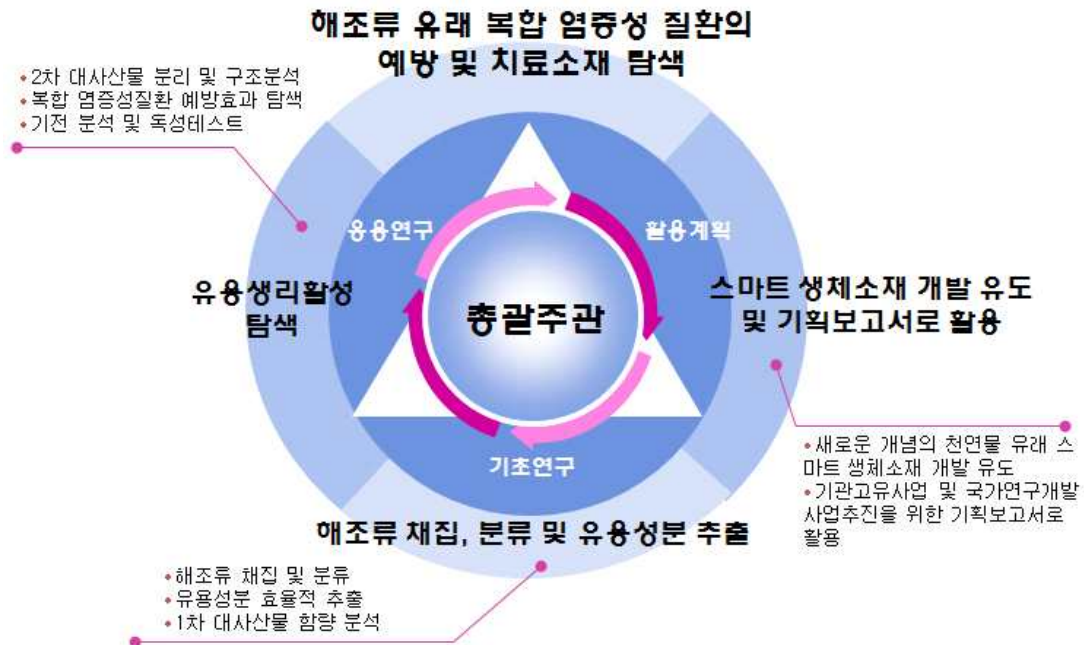 해조류 유래 복합 염증성 질환의
예방 및 치료소재 탐색
•2차 대사산물 분리 및 구조분석
•복합 염증성질환 예방효과 탐색
•기전 분석 및 독성테스트
응용연구
활용계획
유용생리활성
탐색
총괄주관
스마트 생체소재 개발 유도
및 기획보고서로 활용
기초연구
•새로운 개념의 천연물 유래 스
마트 생체소재 개발 유도
•기관고유사업 및 국가연구개발
사업추진을 위한 기획보고서로
활용
해조류 채집, 분류 및 유용성분 추출
•해조류 채집 및 분류
•유용성분 효율적 추출
•1차 대사산물 함량 분석